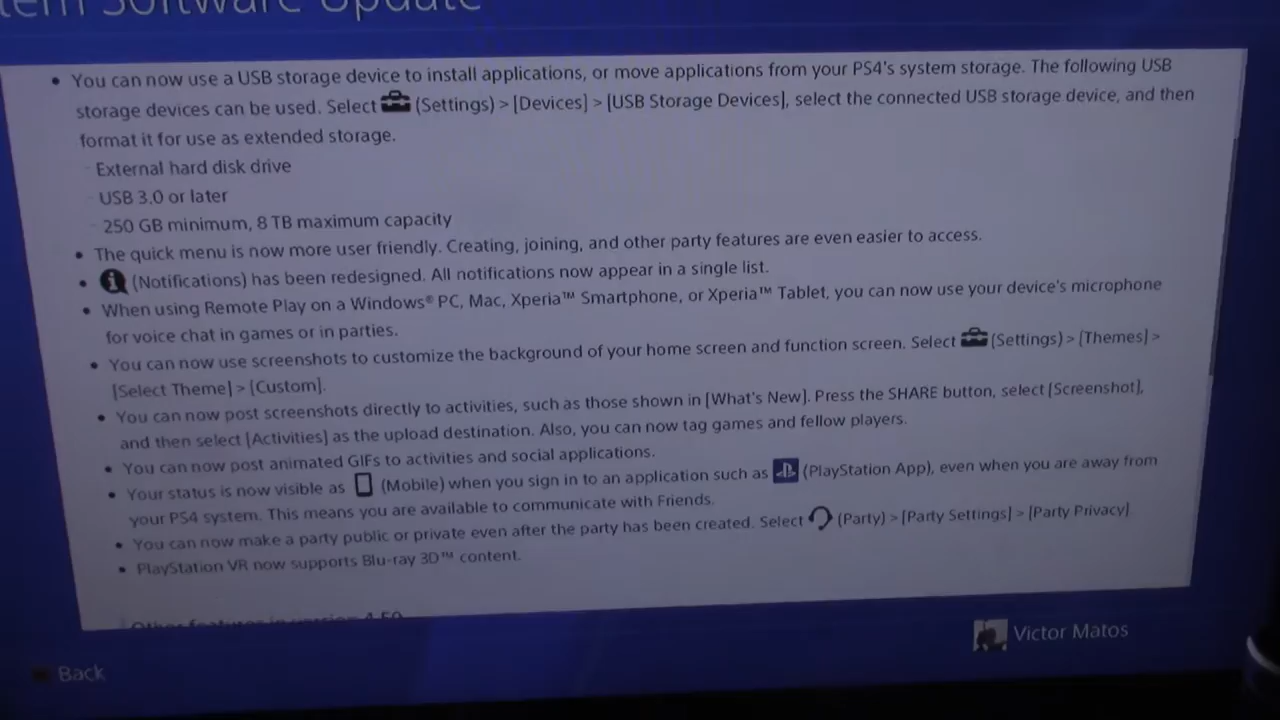 System Software Update
• You can now use a USB storage device to install applications, or move applications from your PS4's system storage. The following USB
storage devices can be used. Select (Settings) > [Devices] > [USB Storage Devices], select the connected USB storage device, and then
format it for use as extended storage.
- External hard disk drive
- USB 3.0 or later
- 250 GB minimum, 8 TB maximum capacity
• The quick menu is now more user friendly. Creating, joining, and other party features are even easier to access.
• (Notifications) has been redesigned. All notifications now appear in a single list.
• When using Remote Play on a Windows® PC, Mac, Xperia™ Smartphone, or Xperia™ Tablet, you can now use your device's microphone
for voice chat in games or in parties.
• You can now use screenshots to customize the background of your home screen and function screen. Select (Settings) > [Themes] >
[Select Theme] > [Custom].
• You can now post screenshots directly to activities, such as those shown in [What's New]. Press the SHARE button, select [Screenshot],
and then select [Activities] as the upload destination. Also, you can now tag games and fellow players.
• You can now post animated GIFs to activities and social applications.
• Your status is now visible as (Mobile) when you sign in to an application such as (PlayStation App), even when you are away from
your PS4 system. This means you are available to communicate with Friends.
• You can now make a party public or private even after the party has been created. Select (Party) > [Party Settings] > [Party Privacy]
• PlayStation VR now supports Blu-ray 3D™ content.
Other features in version 4.50
Victor Matos
Back